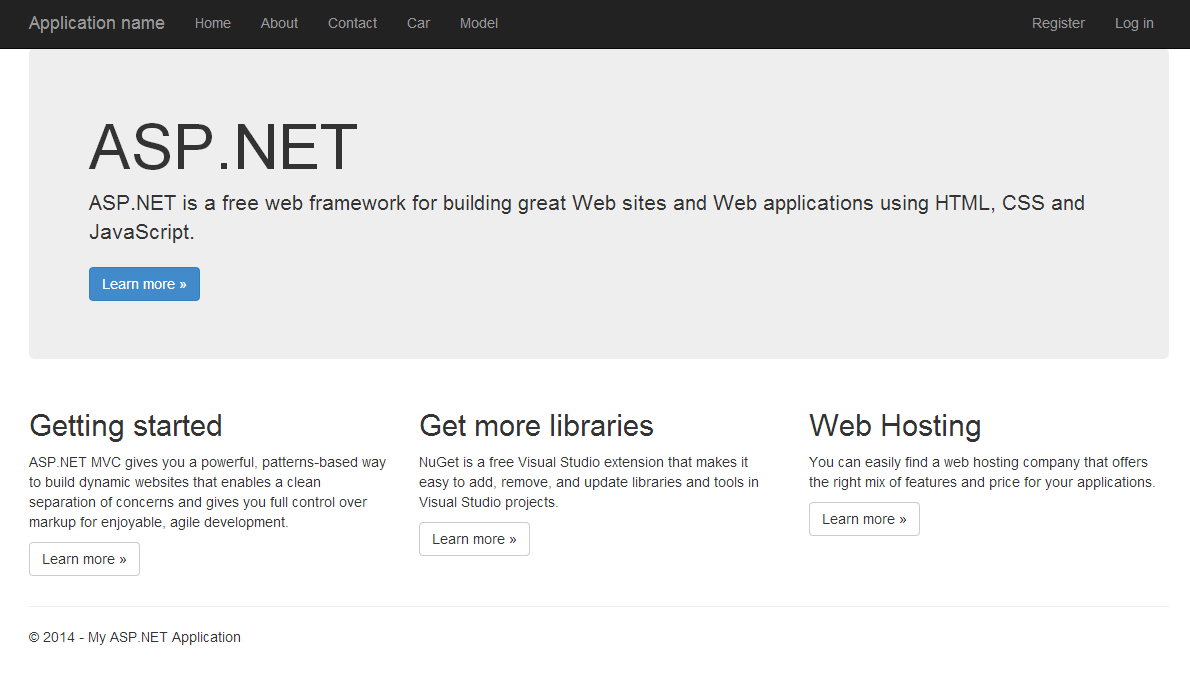 Application name Home About Contact Car Model Register Log in
ASP.NET
ASP.NET is a free web framework for building great Web sites and Web applications using HTML, CSS and
JavaScript.
Learn more »
Getting started
ASP.NET MVC gives you a powerful, patterns-based way
to build dynamic websites that enables a clean
separation of concerns and gives you full control over
markup for enjoyable, agile development.
Learn more »
Get more libraries
NuGet is a free Visual Studio extension that makes it
easy to add, remove, and update libraries and tools in
Visual Studio projects.
Learn more »
Web Hosting
You can easily find a web hosting company that offers
the right mix of features and price for your applications.
Learn more »
© 2014 - My ASP.NET Application